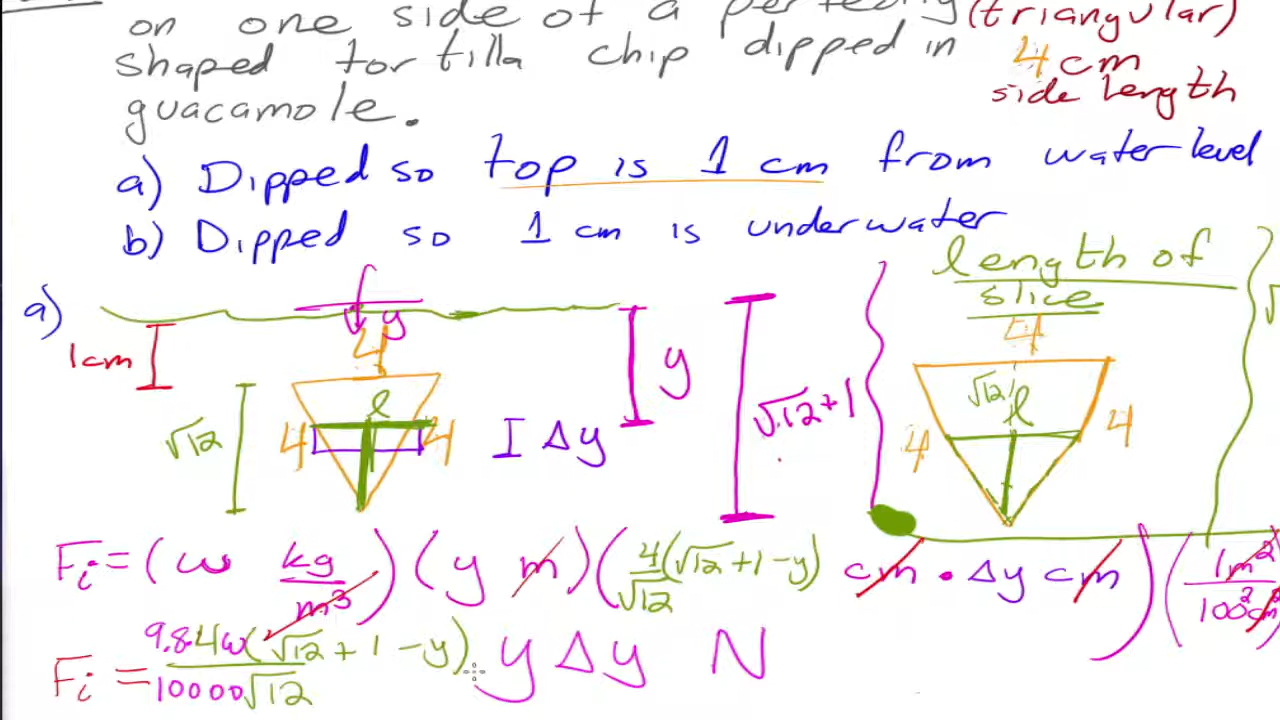 on one side of a perfectly (triangular)
shaped tortilla chip dipped in 4 cm
guacamole. side length
a) Dipped so top is 1 cm from water level
b) Dipped so 1 cm is underwater
length of
slice
a)
y
1cm
4
√12
l
4
4
I Δy
y
√12+1
4
√12
l
4
4
√
Fi = (ω kg/m³)(y m)(4/√12 (√12+1-y) cm • Δy cm)(1m²/100²cm²
Fi = 9.8·4ω(√12+1-y)/10000√12 · y Δy N